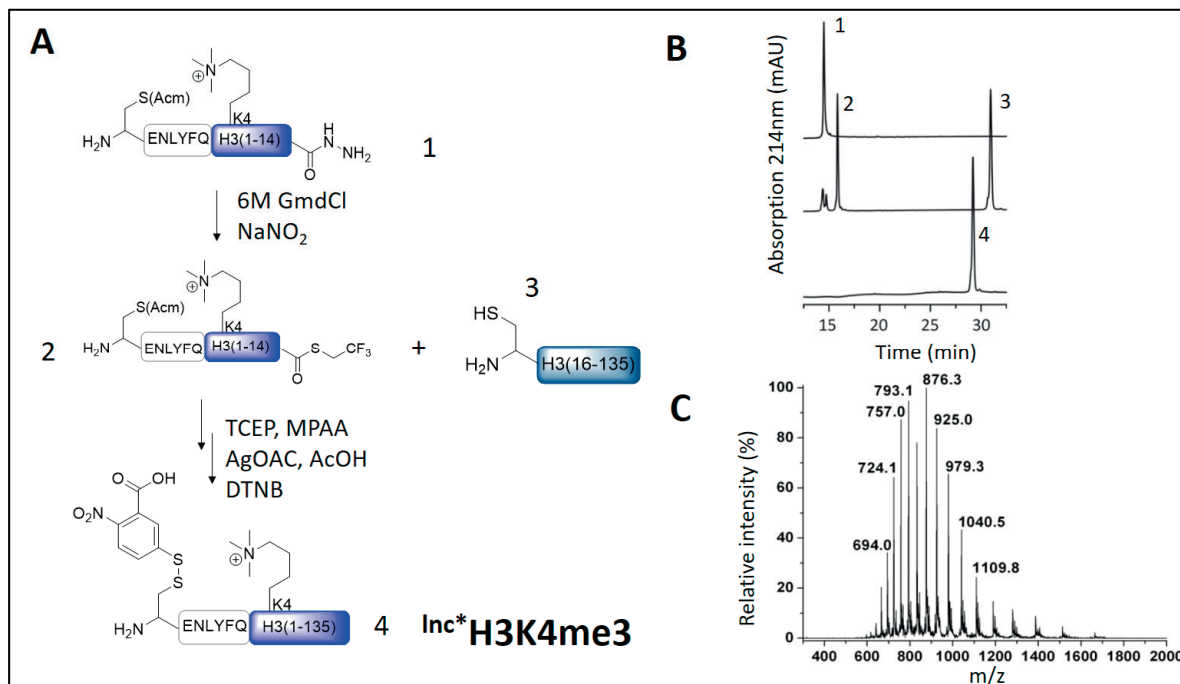 A
N
⊕
S(Acm)
K4
H₂N
ENLYFQ
H3(1-14)
H
N
NH₂
O
1
6M GmdCl
NaNO₂
N
⊕
S(Acm)
K4
2
H₂N
ENLYFQ
H3(1-14)
S
CF₃
O
+
3
HS
H₂N
H3(16-135)
TCEP, MPAA
AgOAC, AcOH
DTNB
O
OH
O₂N
S
S
N
⊕
K4
H₂N
ENLYFQ
H3(1-135)
4
Inc*H3K4me3
B
Absorption 214nm (mAU)
1
2
3
4
15 20 25 30
Time (min)
C
Relative intensity (%)
100
80
60
40
20
0
876.3
793.1
757.0
925.0
724.1
979.3
1040.5
694.0
1109.8
400 600 800 1000 1200 1400 1600 1800 2000
m/z